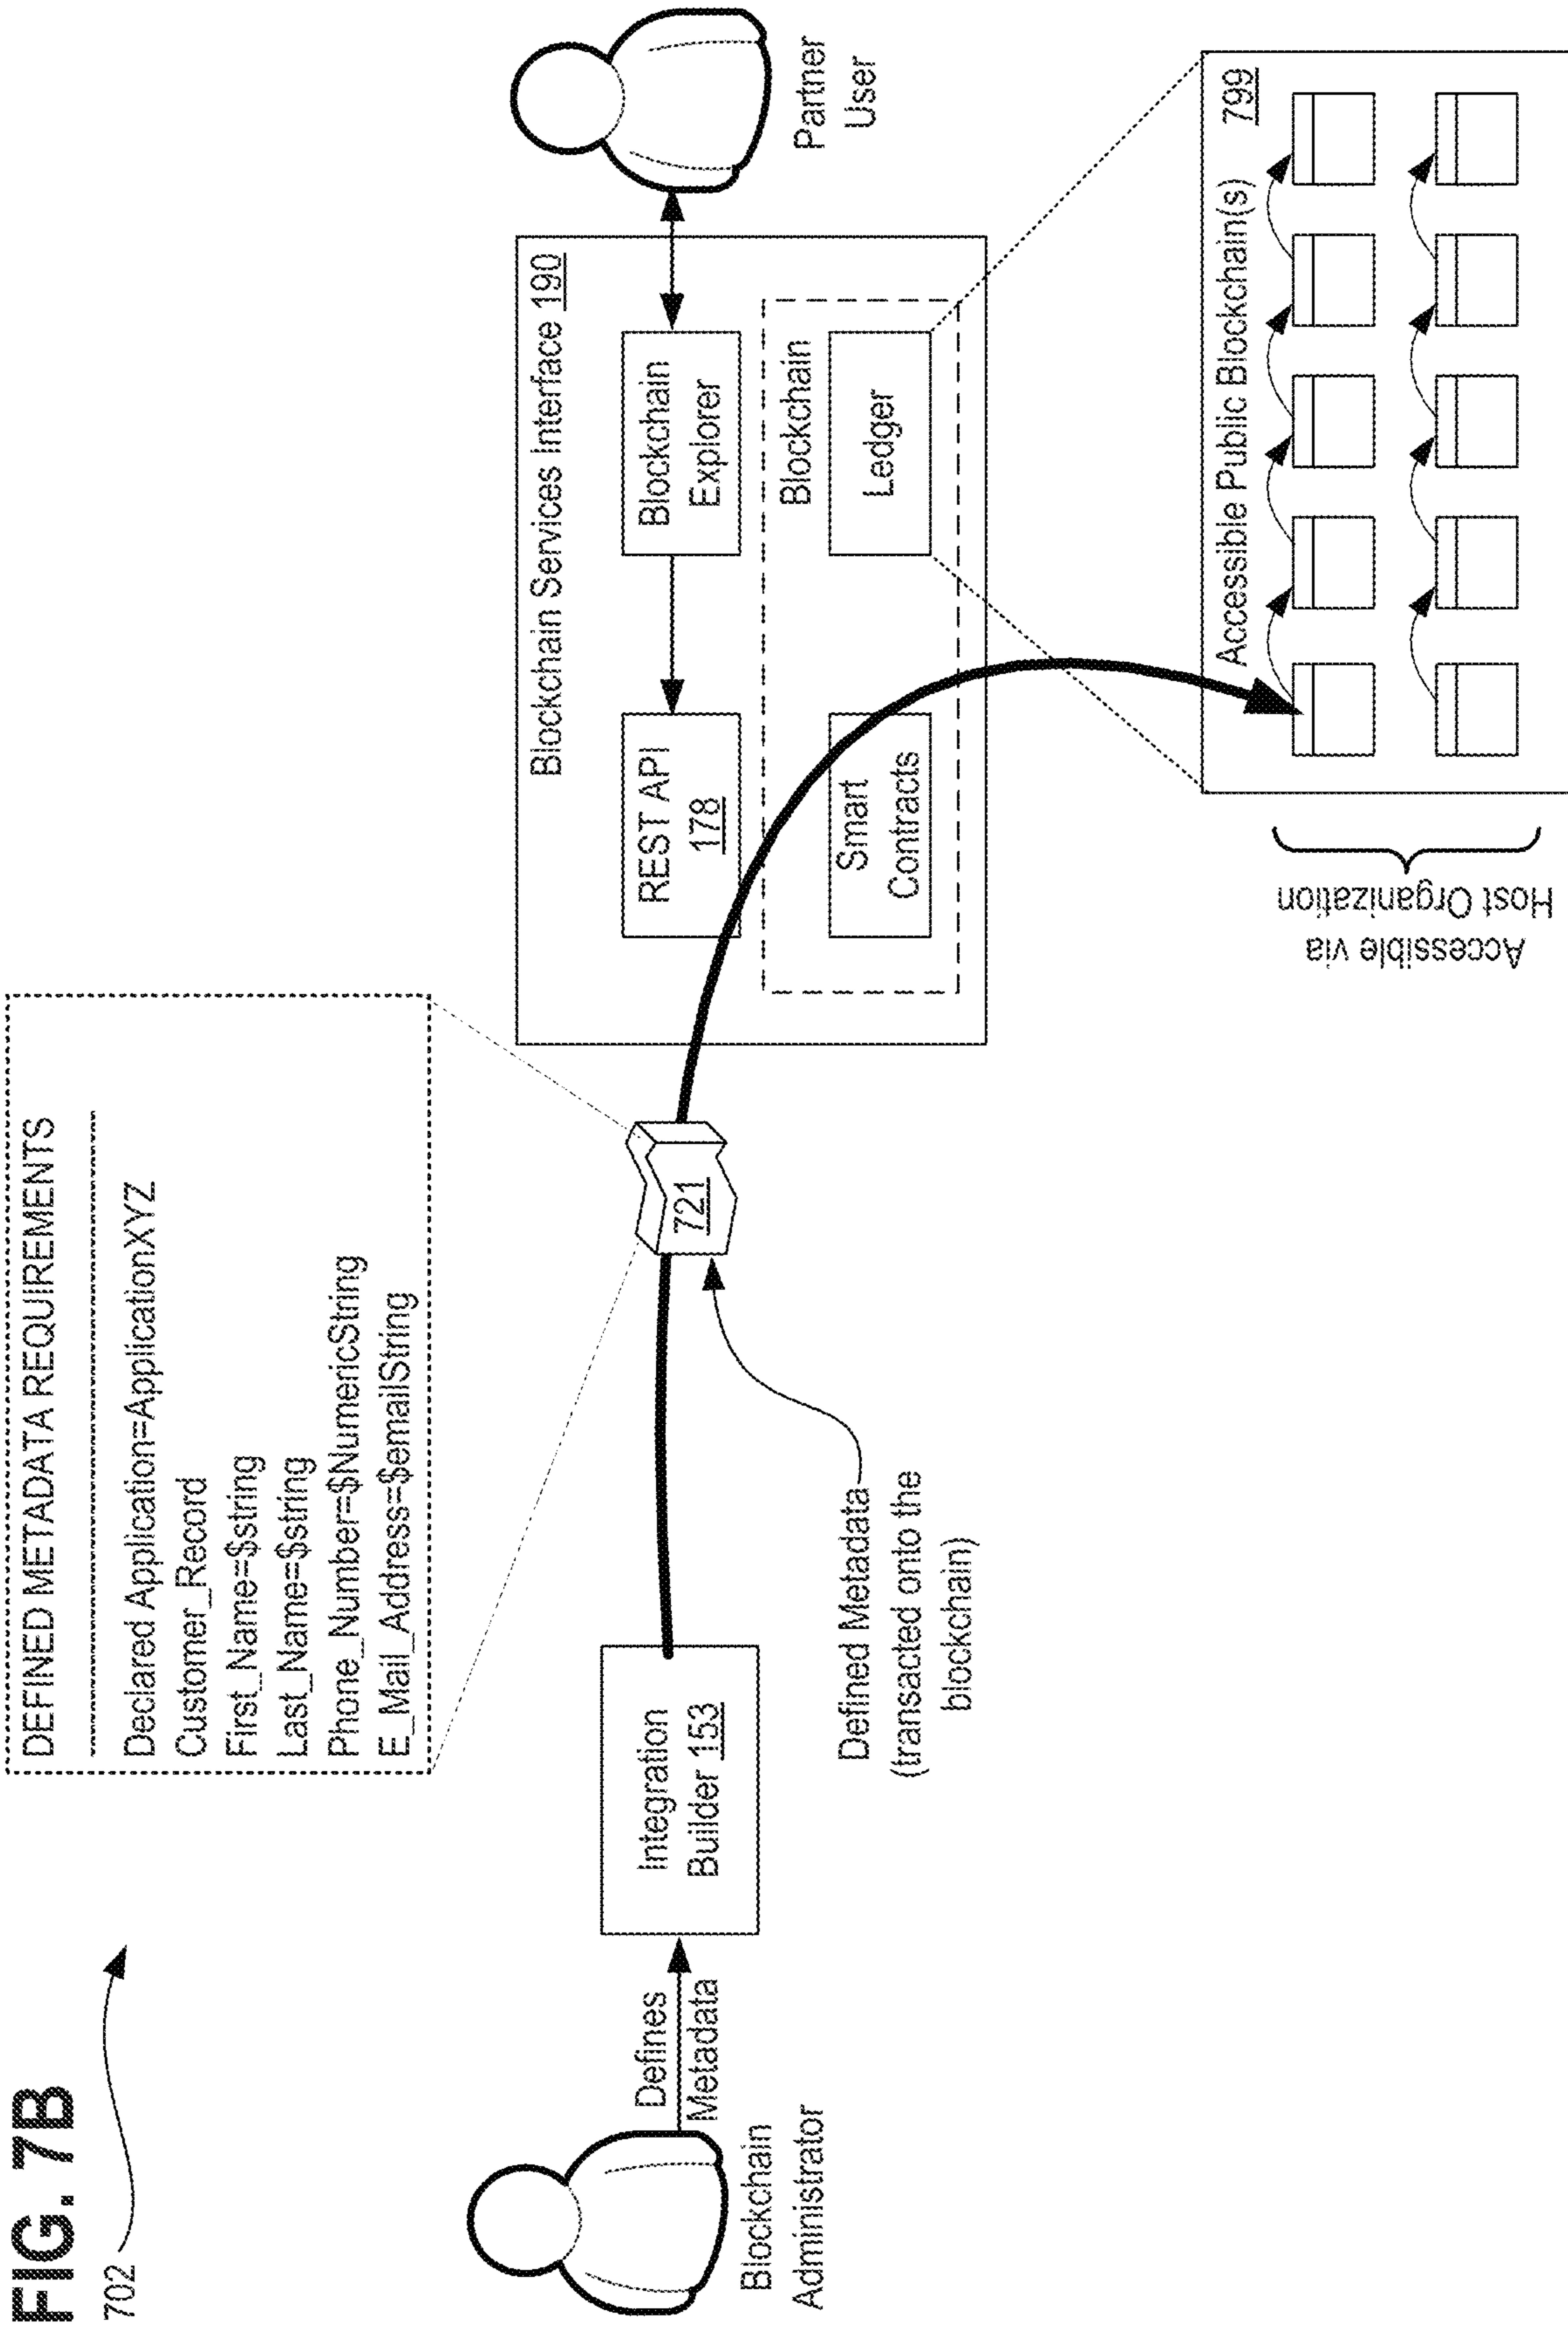 FIG. 7B
702
DEFINED METADATA REQUIREMENTS
Declared Application=ApplicationXYZ
Customer_Record
First_Name=$string
Last_Name=$string
Phone_Number=$NumericString
E_Mail_Address=$emailString
Blockchain
Administrator
Defines
Metadata
Integration
Builder 153
721
Defined Metadata
(transacted onto the
blockchain)
Blockchain Services Interface 190
REST API
178
Blockchain
Explorer
Blockchain
Smart
Contracts
Ledger
Partner
User
Accessible Public Blockchain(s) 799
Accessible via
Host Organization